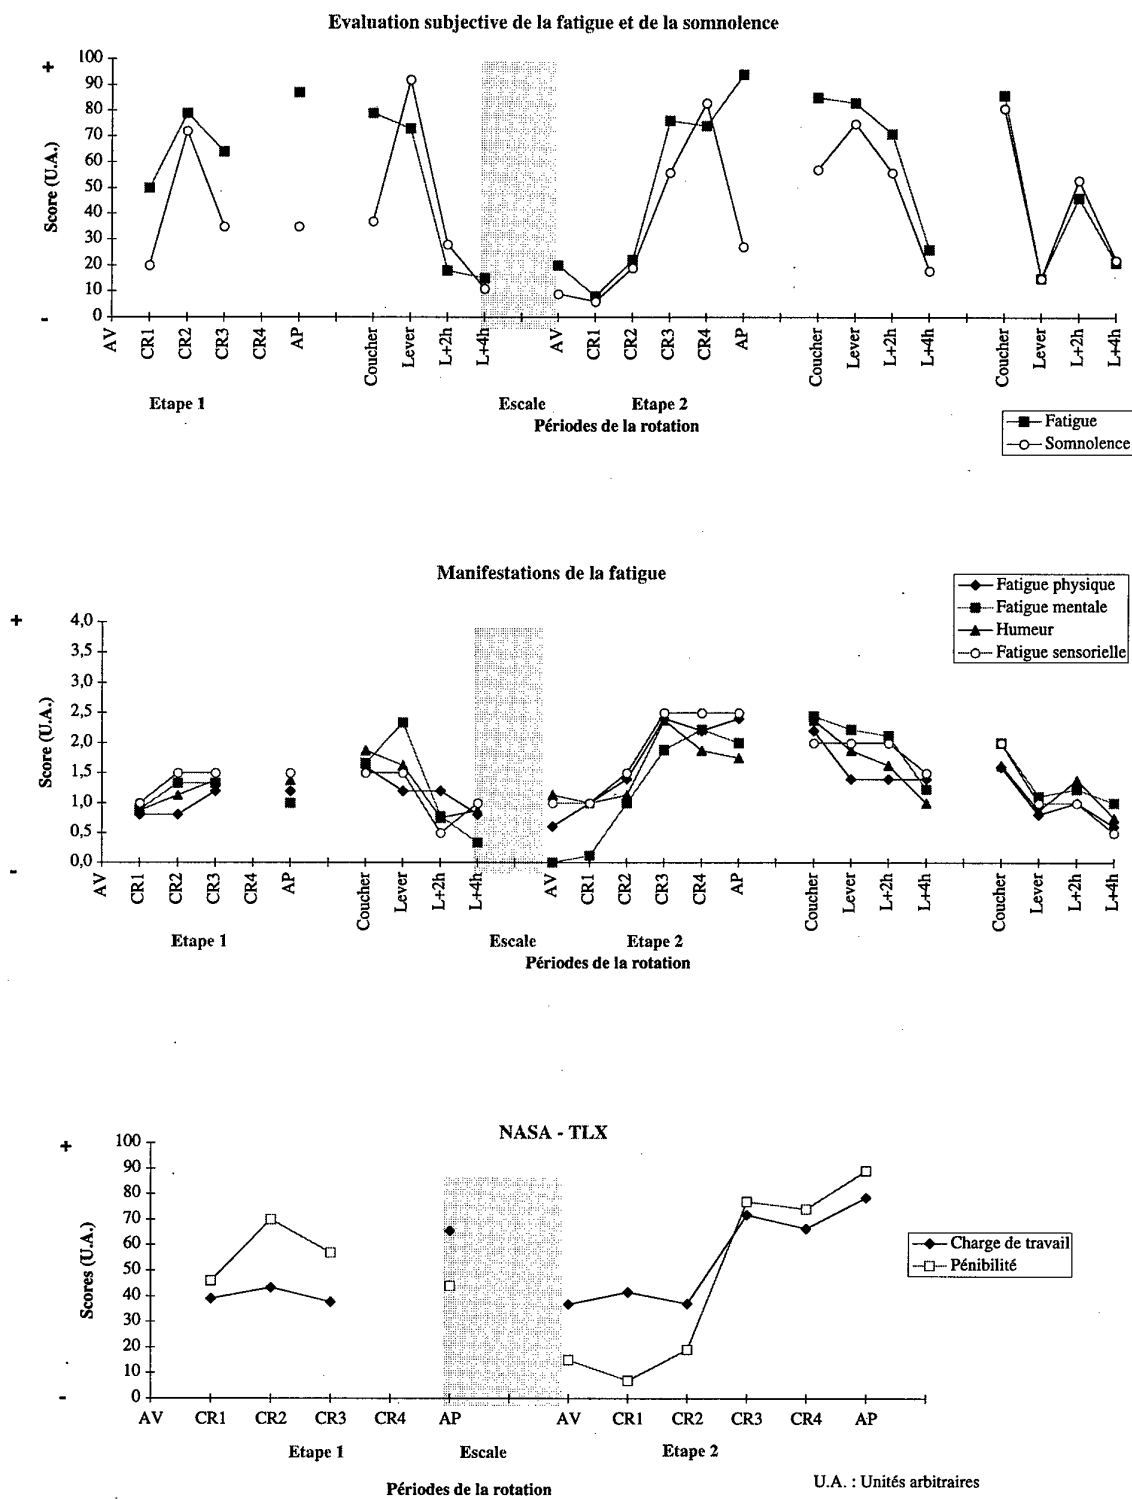 Evaluation subjective de la fatigue et de la somnolence
+
100
90
80
70
60
50
40
30
20
10
0
-
Score (U.A.)
AV CR1 CR2 CR3 CR4 AP Coucher Lever L+2h L+4h AV CR1 CR2 CR3 CR4 AP Coucher Lever L+2h L+4h Coucher Lever L+2h L+4h
Etape 1 Escale Etape 2
Périodes de la rotation
Fatigue
Somnolence
Manifestations de la fatigue
Fatigue physique
Fatigue mentale
Humeur
Fatigue sensorielle
+
4,0
3,5
3,0
2,5
2,0
1,5
1,0
0,5
0,0
-
Score (U.A.)
AV CR1 CR2 CR3 CR4 AP Coucher Lever L+2h L+4h AV CR1 CR2 CR3 CR4 AP Coucher Lever L+2h L+4h Coucher Lever L+2h L+4h
Etape 1 Escale Etape 2
Périodes de la rotation
NASA - TLX
+
100
90
80
70
60
50
40
30
20
10
0
-
Scores (U.A.)
Charge de travail
Pénibilité
AV CR1 CR2 CR3 CR4 AP AV CR1 CR2 CR3 CR4 AP
Etape 1 Escale Etape 2
Périodes de la rotation
U.A. : Unités arbitraires